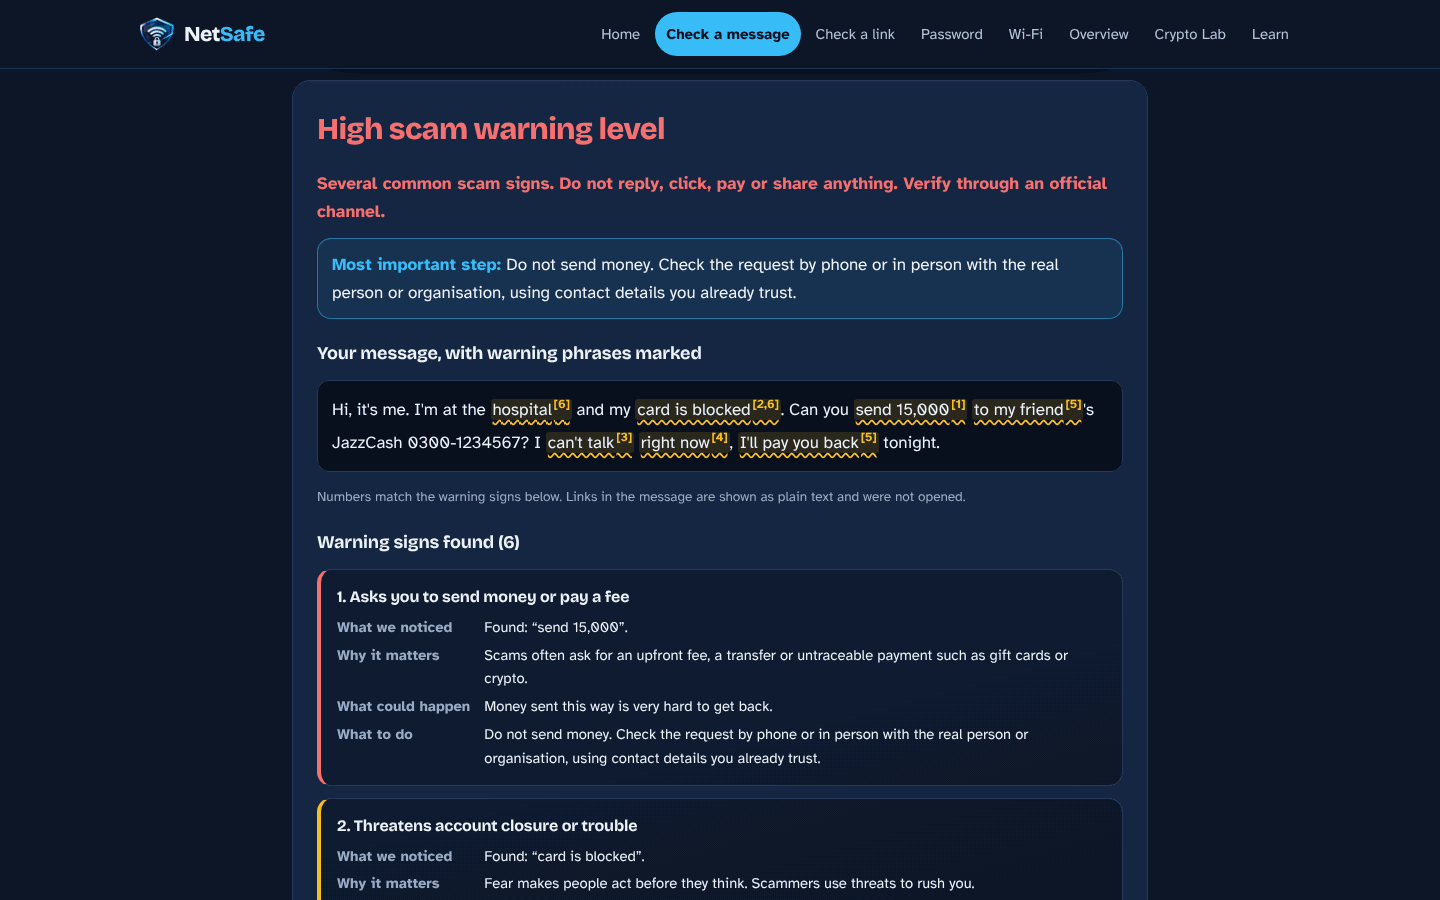 NetSafe
Home
Check a message
Check a link
Password
Wi-Fi
Overview
Crypto Lab
Learn
High scam warning level
Several common scam signs. Do not reply, click, pay or share anything. Verify through an official
channel.
Most important step: Do not send money. Check the request by phone or in person with the real
person or organisation, using contact details you already trust.
Your message, with warning phrases marked
Hi, it's me. I'm at the hospital[6] and my card is blocked[2,6]. Can you send 15,000[1] to my friend[5]'s
JazzCash 0300-1234567? I can't talk[3] right now[4], I'll pay you back[5] tonight.
Numbers match the warning signs below. Links in the message are shown as plain text and were not opened.
Warning signs found (6)
1. Asks you to send money or pay a fee
What we noticed Found: “send 15,000”.
Why it matters Scams often ask for an upfront fee, a transfer or untraceable payment such as gift cards or
crypto.
What could happen Money sent this way is very hard to get back.
What to do Do not send money. Check the request by phone or in person with the real person or
organisation, using contact details you already trust.
2. Threatens account closure or trouble
What we noticed Found: “card is blocked”.
Why it matters Fear makes people act before they think. Scammers use threats to rush you.